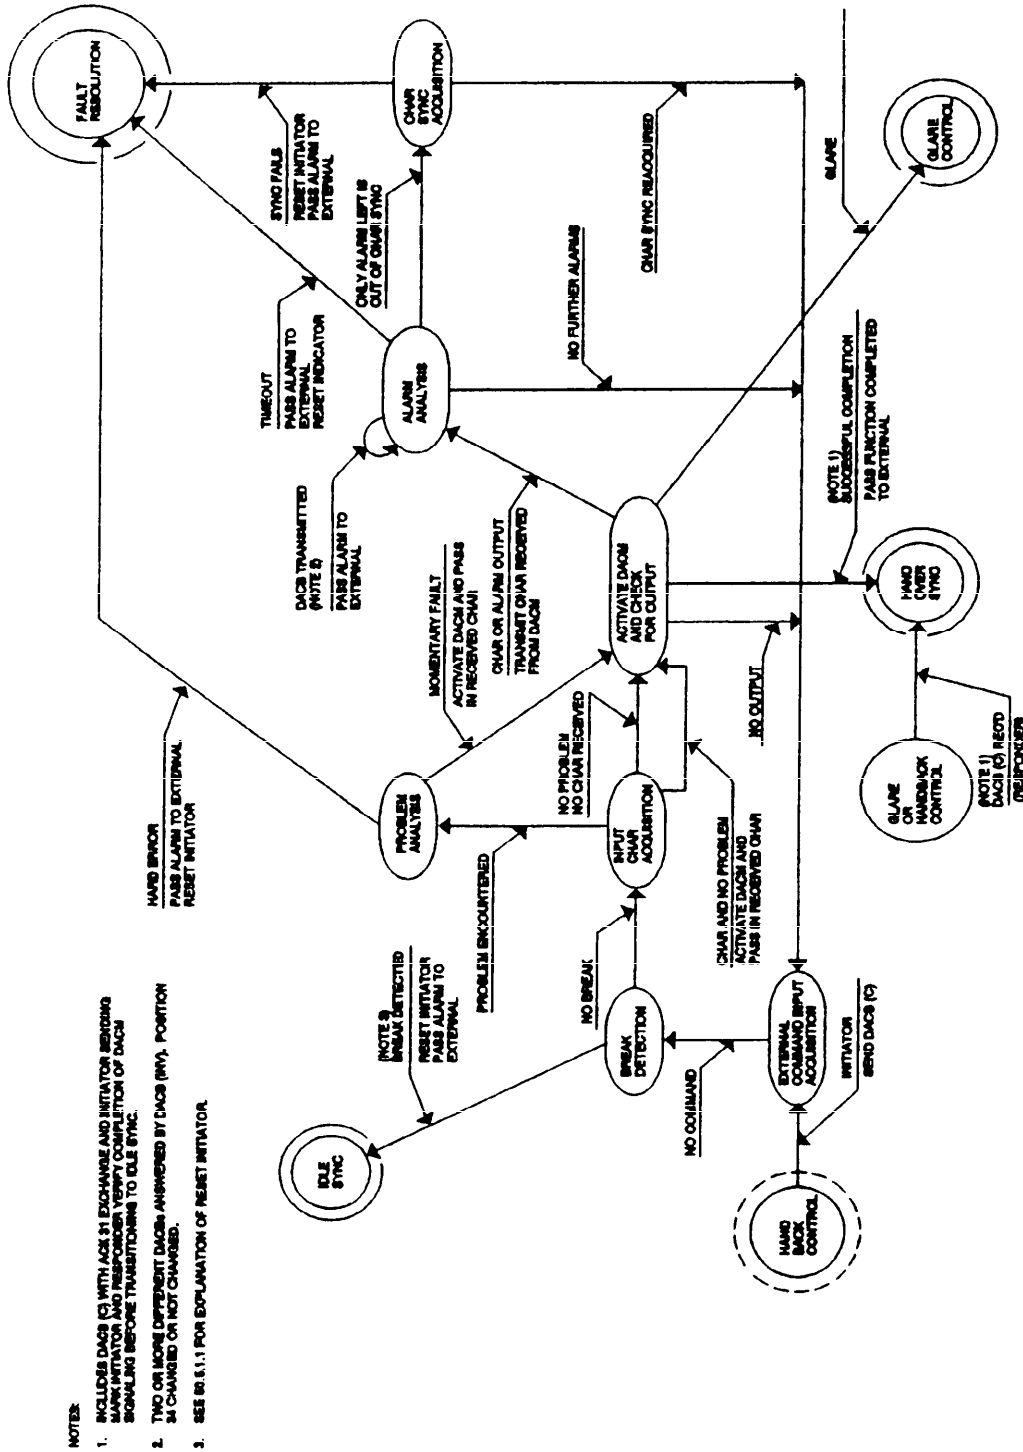 NOTES:
1. INCLUDES DACB (C) WITH ACK 31 EXCHANGE AND INITIATOR SENDING
MARK INITIATOR AND RESPONDER VERIFY COMPLETION OF DACM
SIGNALING BEFORE TRANSITIONING TO IDLE SYNC.
2. TWO OR MORE DIFFERENT DACBs ANSWERED BY DACB (INV), POSITION
34 CHANGED OR NOT CHANGED.
3. SEE 80.5.1.1 FOR EXPLANATION OF RESET INITIATOR.
HARD ERROR
PASS ALARM TO EXTERNAL
RESET INITIATOR
FAULT
RESOLUTION
TIMEOUT
PASS ALARM TO
EXTERNAL
RESET INDICATOR
SYNC FAILS
RESET INITIATOR
PASS ALARM TO
EXTERNAL
DACB TRANSMITTED
(NOTE 2)
PASS ALARM TO
EXTERNAL
ONLY ALARM LEFT IS
OUT OF CHAR SYNC
CHAR
SYNC
ACQUISITION
IDLE
SYNC
(NOTE 3)
BREAK DETECTED
RESET INITIATOR
PASS ALARM TO
EXTERNAL
PROBLEM
ANALYSIS
ALARM
ANALYSIS
MOMENTARY FAULT
ACTIVATE DACM AND PASS
IN RECEIVED CHAR
CHAR OR ALARM OUTPUT
TRANSMIT CHAR RECEIVED
FROM DACM
PROBLEM ENCOUNTERED
NO PROBLEM
NO CHAR RECEIVED
NO FURTHER ALARMS
CHAR SYNC REACQUIRED
NO BREAK
BREAK
DETECTION
INPUT
CHAR
ACQUISITION
ACTIVATE DACM
AND CHECK
FOR OUTPUT
NO COMMAND
CHAR AND NO PROBLEM
ACTIVATE DACM AND
PASS IN RECEIVED CHAR
NO OUTPUT
HAND
BACK
CONTROL
EXTERNAL
COMMAND INPUT
ACQUISITION
INITIATOR
SEND DACB (C)
(NOTE 1)
SUCCESSFUL COMPLETION
PASS FUNCTION COMPLETED
TO EXTERNAL
GLARE
GLARE
OR
HANDBACK
CONTROL
HAND
OVER
SYNC
GLARE
CONTROL
(NOTE 1)
DACB (C) REC'D
(RESPONDER)